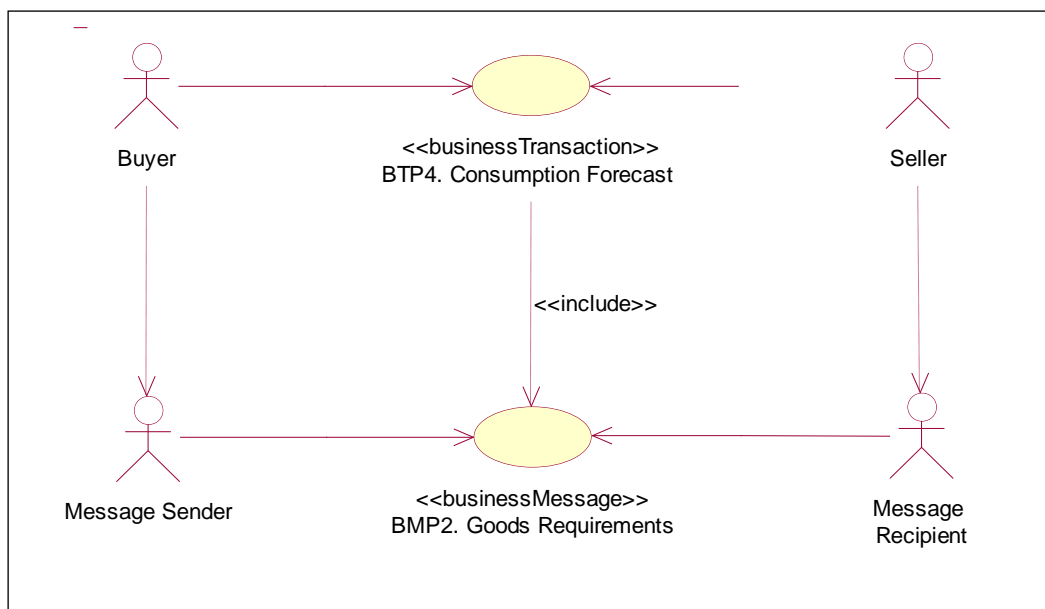 Buyer
<<businessTransaction>>
BTP4. Consumption Forecast
Seller
<<include>>
Message Sender
<<businessMessage>>
BMP2. Goods Requirements
Message
Recipient